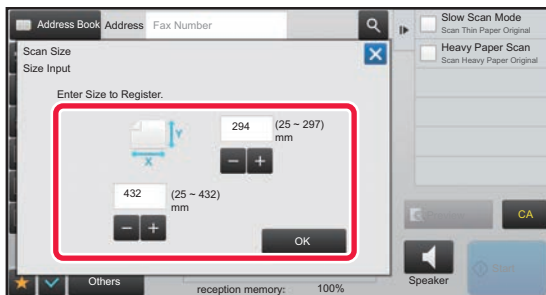 Address Book Address Fax Number
Slow Scan Mode
Scan Thin Paper Original
Heavy Paper Scan
Scan Heavy Paper Original
Scan Size
Size Input
Enter Size to Register.
Y
X
294 (25 ~ 297)
mm
432 (25 ~ 432)
mm
OK
CA
Start
Speaker
Others
reception memory: 100%